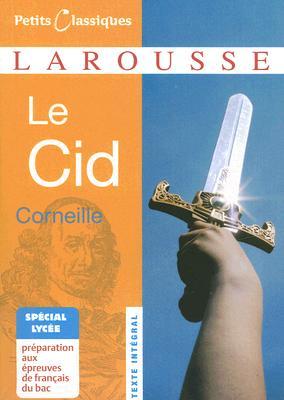 Petits Classiques
LAROUSSE
Le
Cid
Corneille
SPÉCIAL
LYCÉE
préparation
aux
épreuves
de français
du bac
TEXTE INTÉGRAL